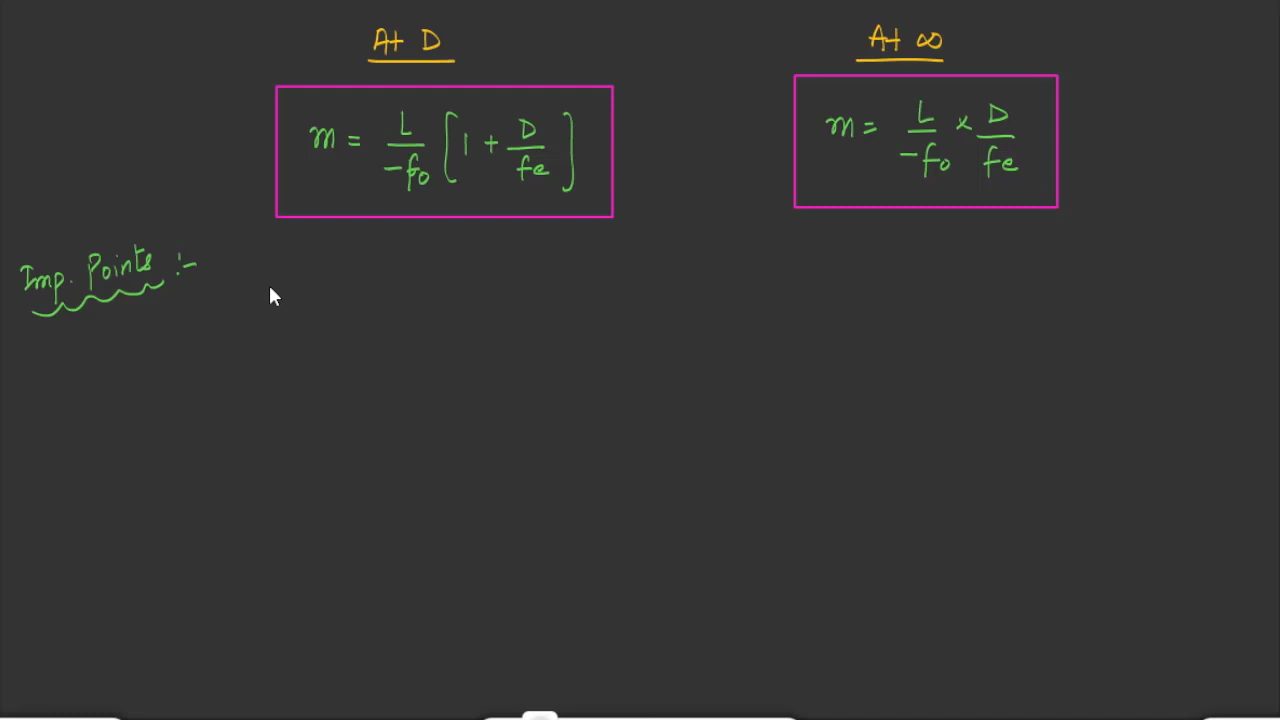 At D
At ∞
m = L/-fo [1 + D/fe]
m = L/-fo × D/fe
Imp. Points :-